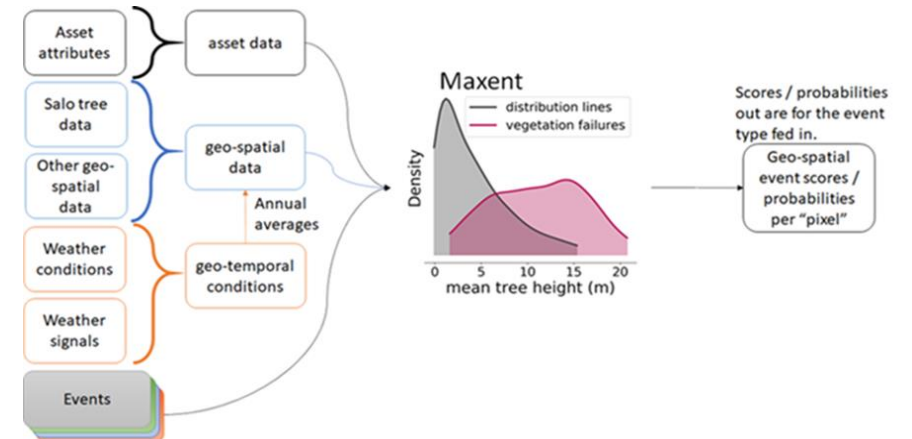 Asset
attributes
asset data
Salo tree
data
Other geo-
spatial
data
geo-spatial
data
Annual
averages
Weather
conditions
Weather
signals
geo-temporal
conditions
Events
Maxent
distribution lines
vegetation failures
Density
0 5 10 15 20
mean tree height (m)
Scores / probabilities
out are for the event
type fed in.
Geo-spatial
event scores /
probabilities
per “pixel”